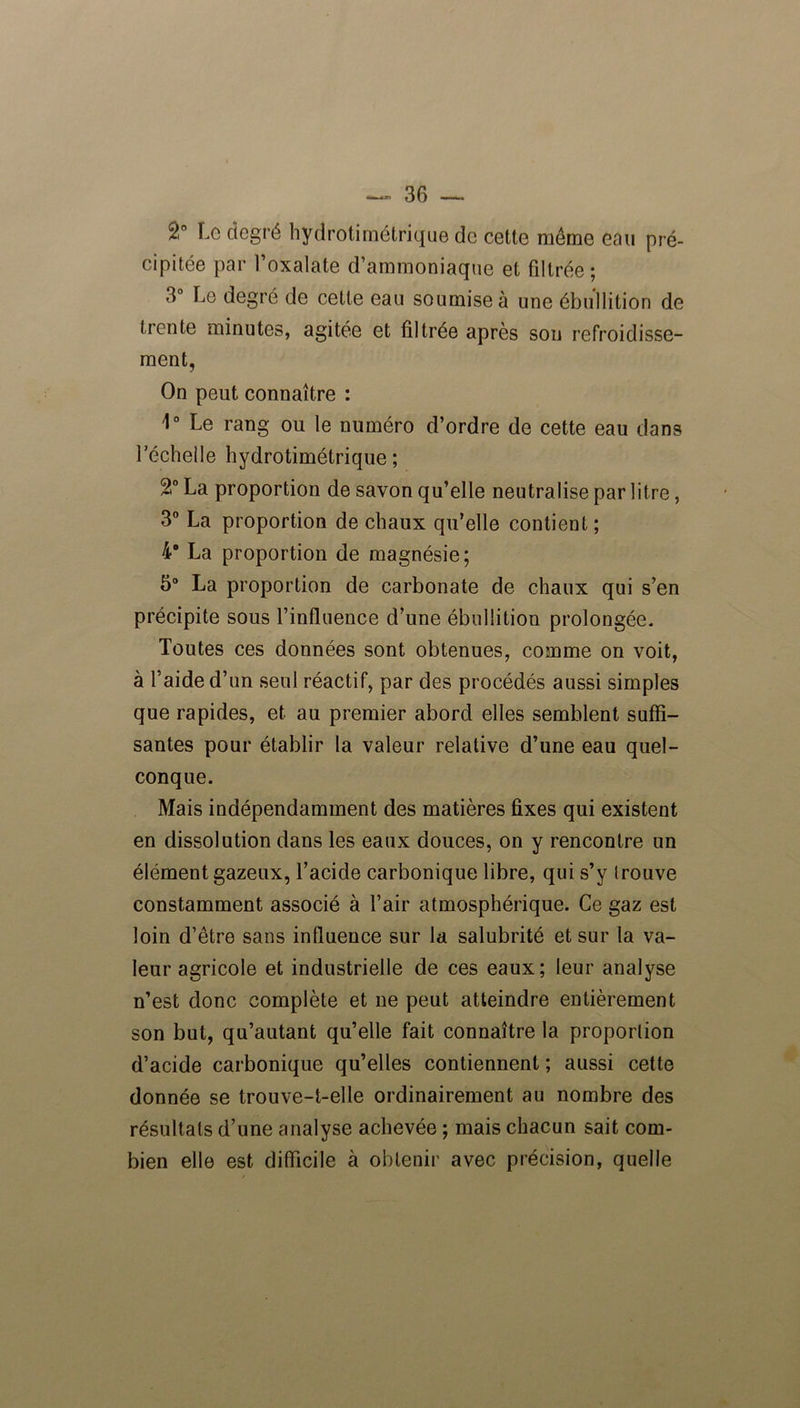 — 36 —
2° Le degré hydrotimétrique de cette même eau pré-
cipitée par l’oxalate d’ammoniaque et filtrée ;
3° Le degré de cette eau soumise à une ébullition de
trente minutes, agitée et filtrée après son refroidisse-
ment,
On peut connaître :
1° Le rang ou le numéro d’ordre de cette eau dans
l’échelle hydrotimétrique ;
2° La proportion de savon qu’elle neutralise par litre,
3° La proportion de chaux qu’elle contient ;
4° La proportion de magnésie;
5° La proportion de carbonate de chaux qui s’en
précipite sous l’influence d’une ébullition prolongée.
Toutes ces données sont obtenues, comme on voit,
à l’aide d’un seul réactif, par des procédés aussi simples
que rapides, et au premier abord elles semblent suffi-
santes pour établir la valeur relative d’une eau quel-
conque.
Mais indépendamment des matières fixes qui existent
en dissolution dans les eaux douces, on y rencontre un
élément gazeux, l’acide carbonique libre, qui s’y trouve
constamment associé à l’air atmosphérique. Ce gaz est
loin d’être sans influence sur la salubrité et sur la va-
leur agricole et industrielle de ces eaux; leur analyse
n’est donc complète et ne peut atteindre entièrement
son but, qu’autant qu’elle fait connaître la proportion
d’acide carbonique qu’elles contiennent ; aussi cette
donnée se trouve-t-elle ordinairement au nombre des
résultats d’une analyse achevée ; mais chacun sait com-
bien elle est difficile à obtenir avec précision, quelle